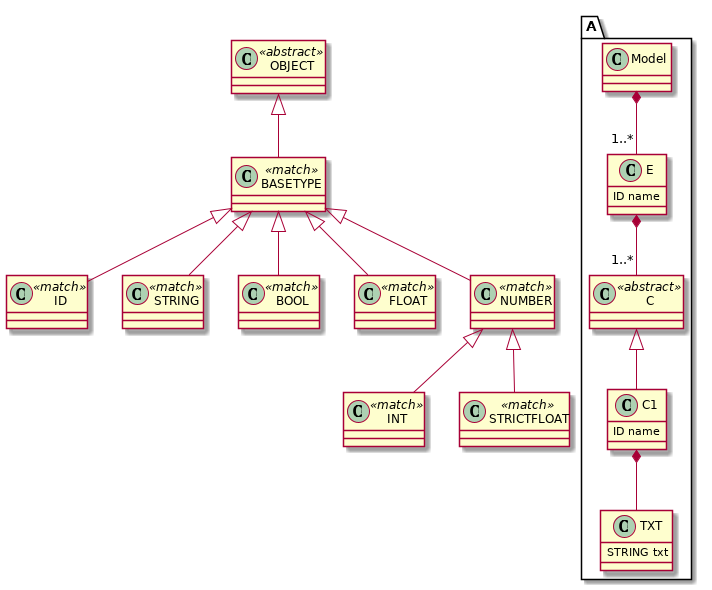 A
C Model
C «abstract»
OBJECT
1..*
C «match»
BASETYPE
C E
ID name
1..*
C «match»
ID
C «match»
STRING
C «match»
BOOL
C «match»
FLOAT
C «match»
NUMBER
C «abstract»
C
C «match»
INT
C «match»
STRICTFLOAT
C C1
ID name
C TXT
STRING txt